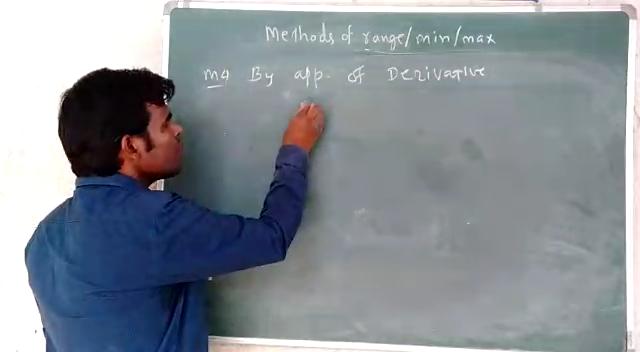 Methods of range/min/max
M4 By app. of Derivative